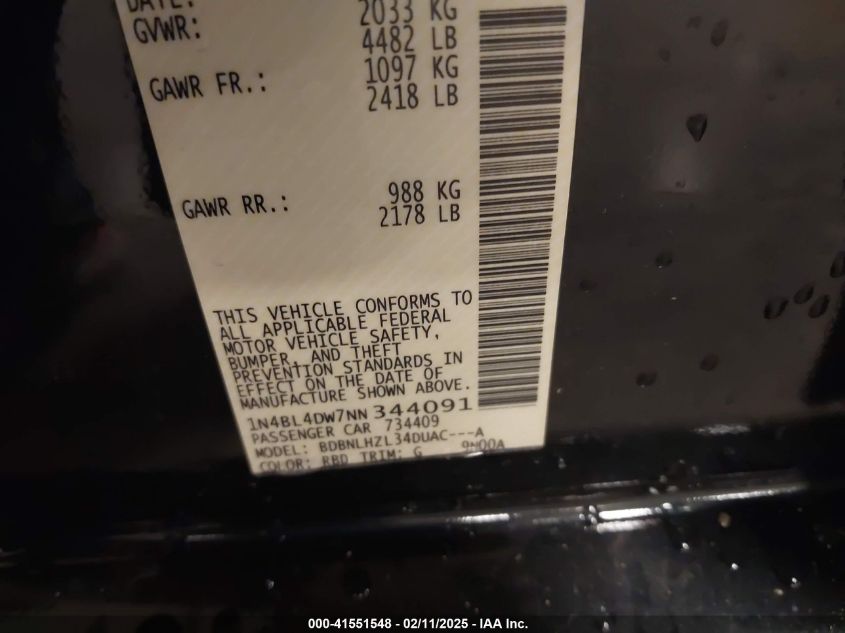 DATE: 2033 KG
GVWR: 4482 LB
GAWR FR.: 1097 KG
2418 LB
GAWR RR.: 988 KG
2178 LB
THIS VEHICLE CONFORMS TO
ALL APPLICABLE FEDERAL
MOTOR VEHICLE SAFETY,
BUMPER, AND THEFT
PREVENTION STANDARDS IN
EFFECT ON THE DATE OF
MANUFACTURE SHOWN ABOVE.
1N4BL4DW7NN344091
PASSENGER CAR 734409
MODEL: BDBNLHZL34DUAC---A
COLOR: RBD TRIM: G 9N00A
000-41551548 - 02/11/2025 - IAA Inc.